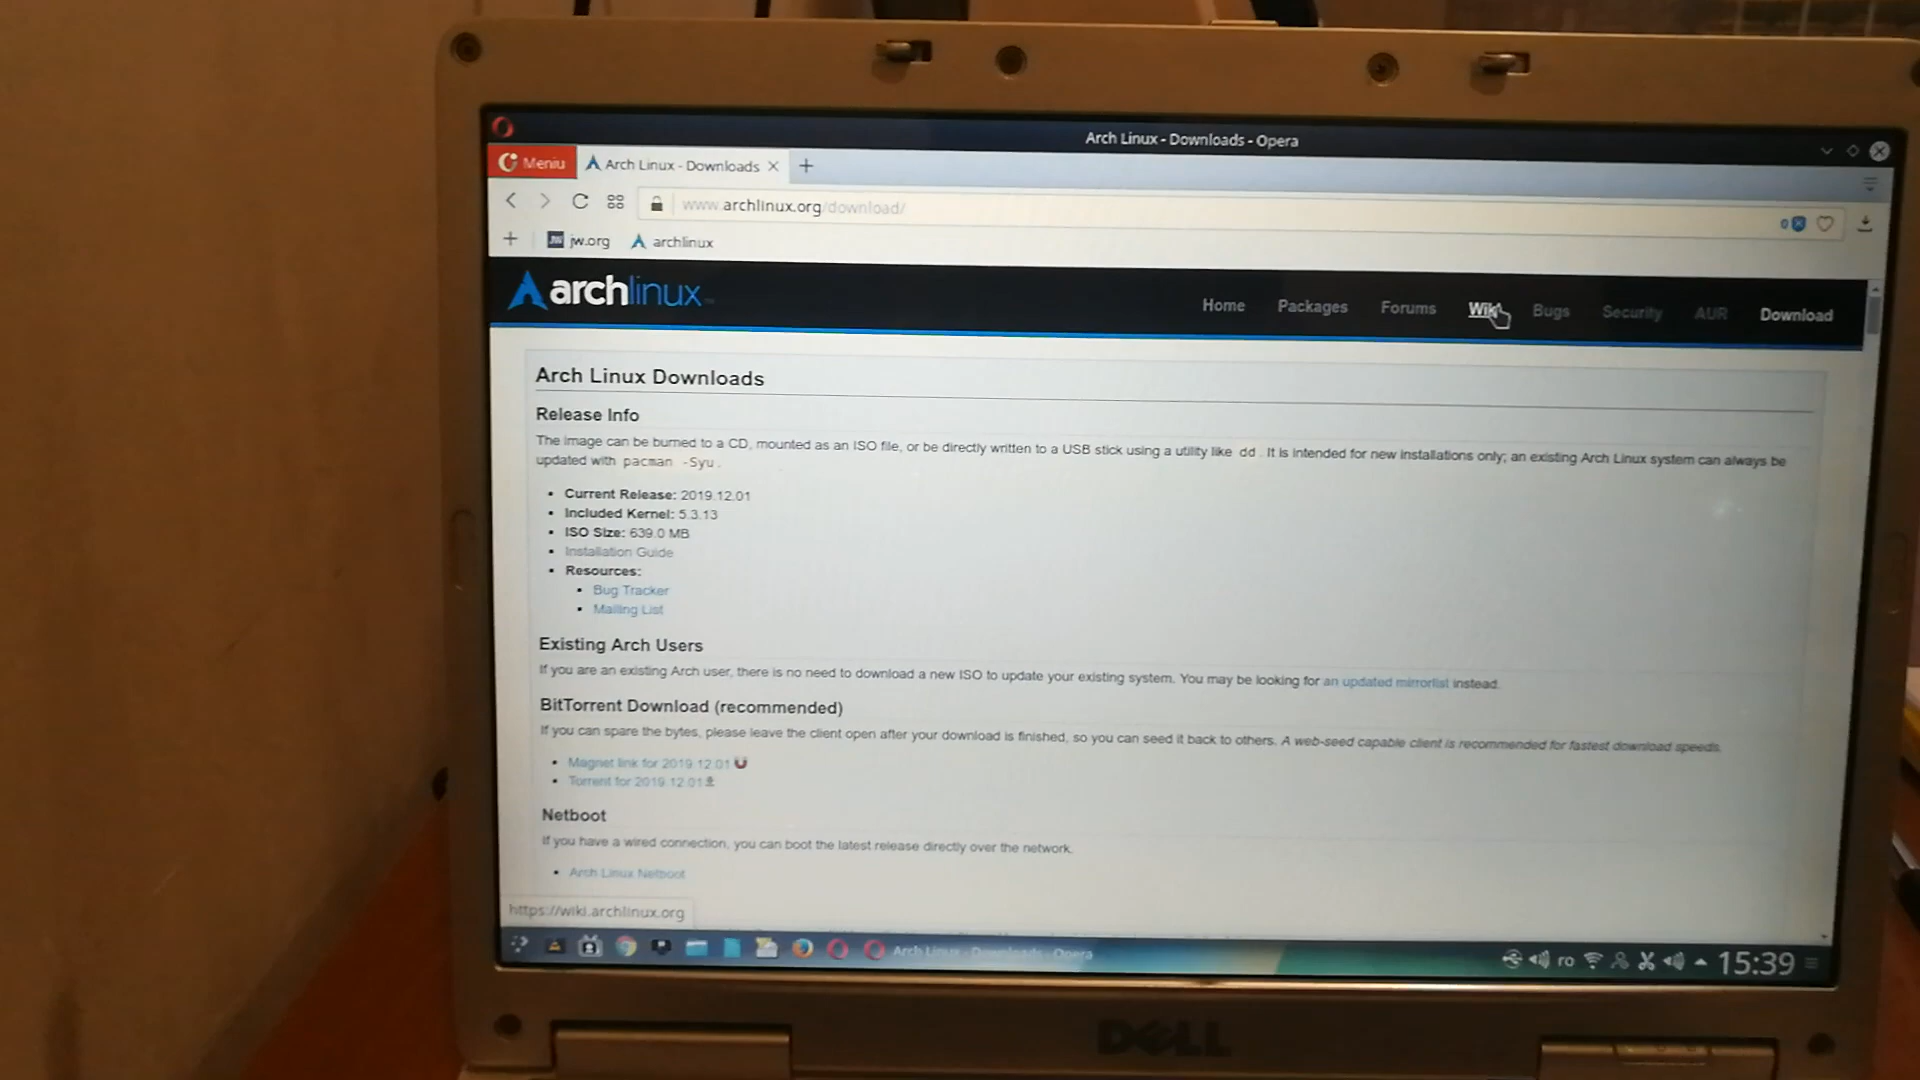 Arch Linux - Downloads - Opera
Meniu Arch Linux - Downloads
www.archlinux.org/download/
0
jw.org archlinux
archlinux
Home Packages Forums Wiki Bugs Security AUR Download
Arch Linux Downloads
Release Info
The image can be burned to a CD, mounted as an ISO file, or be directly written to a USB stick using a utility like dd . It is intended for new installations only; an existing Arch Linux system can always be
updated with pacman -Syu .
Current Release: 2019.12.01
Included Kernel: 5.3.13
ISO Size: 639.0 MB
Installation Guide
Resources:
Bug Tracker
Mailing List
Existing Arch Users
If you are an existing Arch user, there is no need to download a new ISO to update your existing system. You may be looking for an updated mirrorlist instead.
BitTorrent Download (recommended)
If you can spare the bytes, please leave the client open after your download is finished, so you can seed it back to others. A web-seed capable client is recommended for fastest download speeds.
Magnet link for 2019.12.01
Torrent for 2019.12.01
Netboot
If you have a wired connection, you can boot the latest release directly over the network.
Arch Linux Netboot
https://wiki.archlinux.org
Arch Linux - Downloads - Opera
ro 15:39
DELL